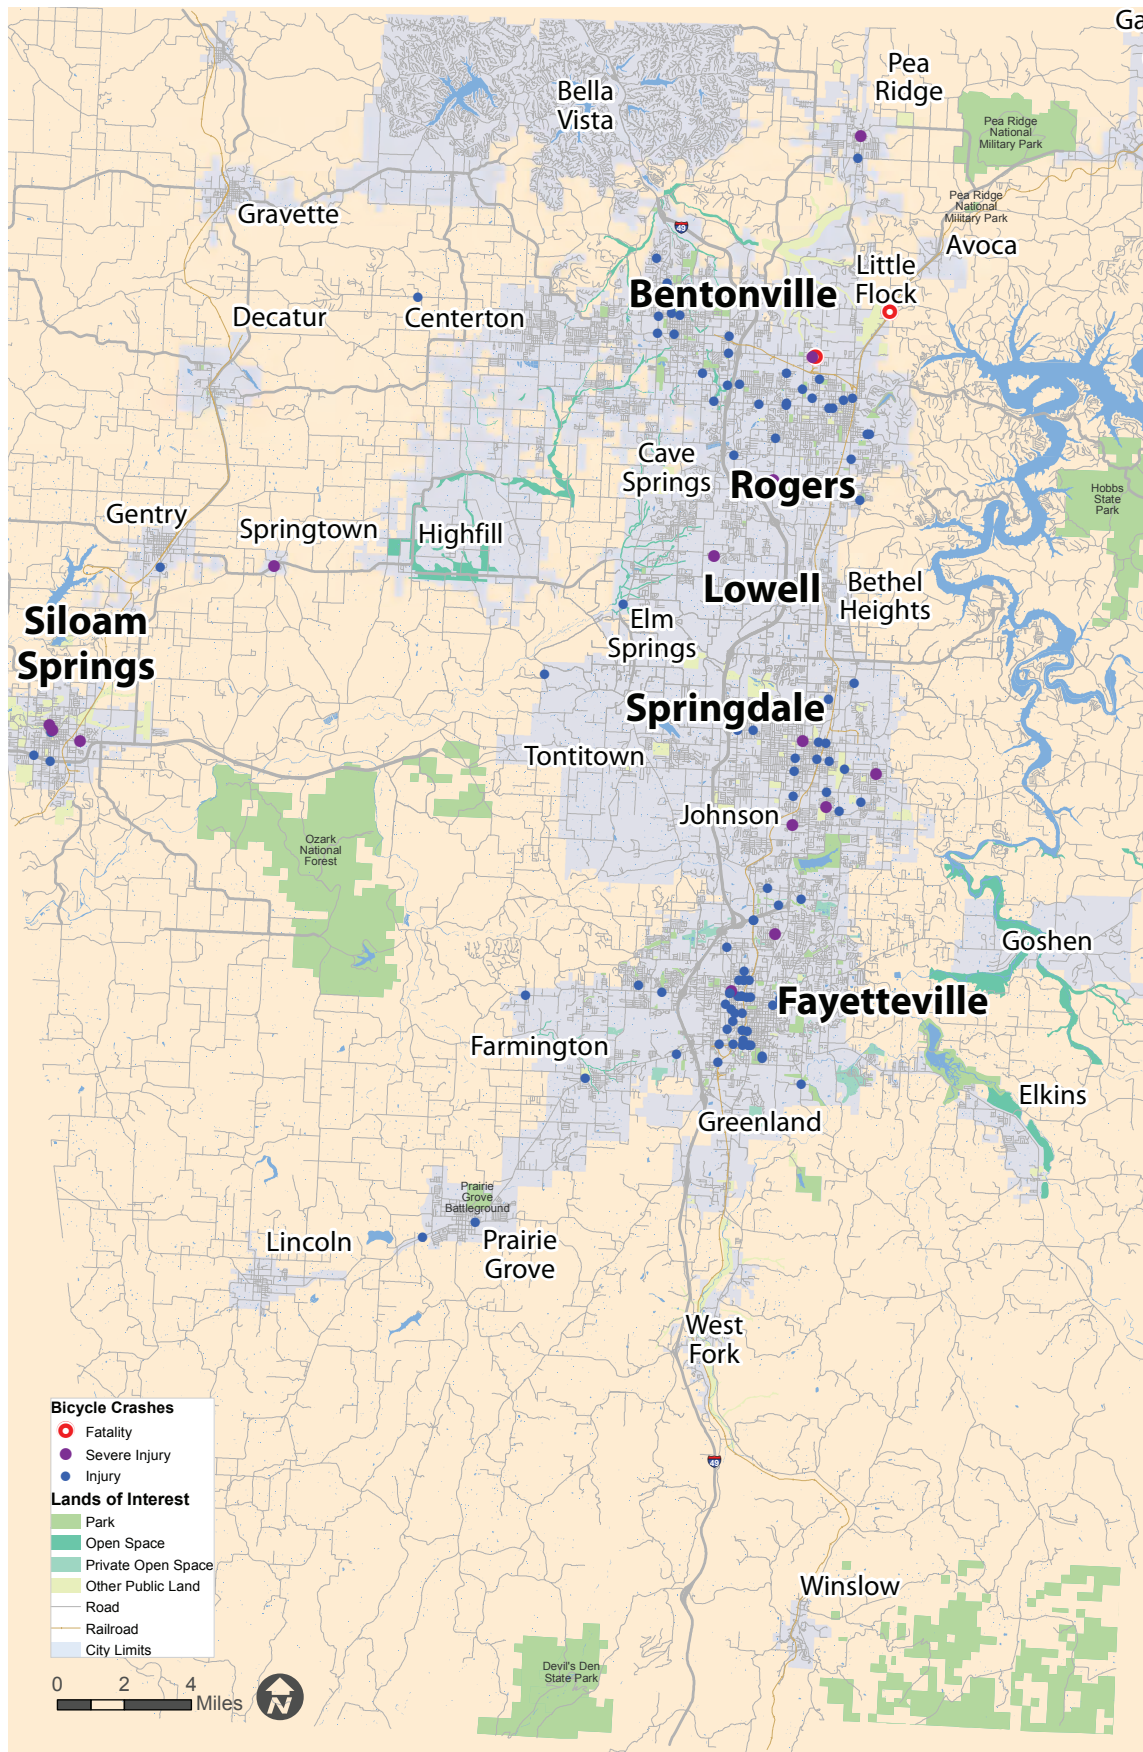 Ga
Pea
Ridge
Bella
Vista
Pea Ridge
National
Military Park
Pea Ridge
National
Military Park
Gravette
49
Avoca
Little
Flock
Bentonville
Decatur
Centerton
Cave
Springs
Rogers
Hobbs
State
Park
Gentry
Springtown
Highfill
Lowell
Bethel
Heights
Siloam
Springs
Elm
Springs
Springdale
Tontitown
Johnson
Ozark
National
Forest
Goshen
Fayetteville
Farmington
Elkins
Greenland
Prairie
Grove
Battleground
Lincoln
Prairie
Grove
West
Fork
Bicycle Crashes
Fatality
Severe Injury
Injury
Lands of Interest
Park
Open Space
Private Open Space
Other Public Land
Road
Railroad
City Limits
49
Winslow
Devil's Den
State Park
0 2 4
Miles
N